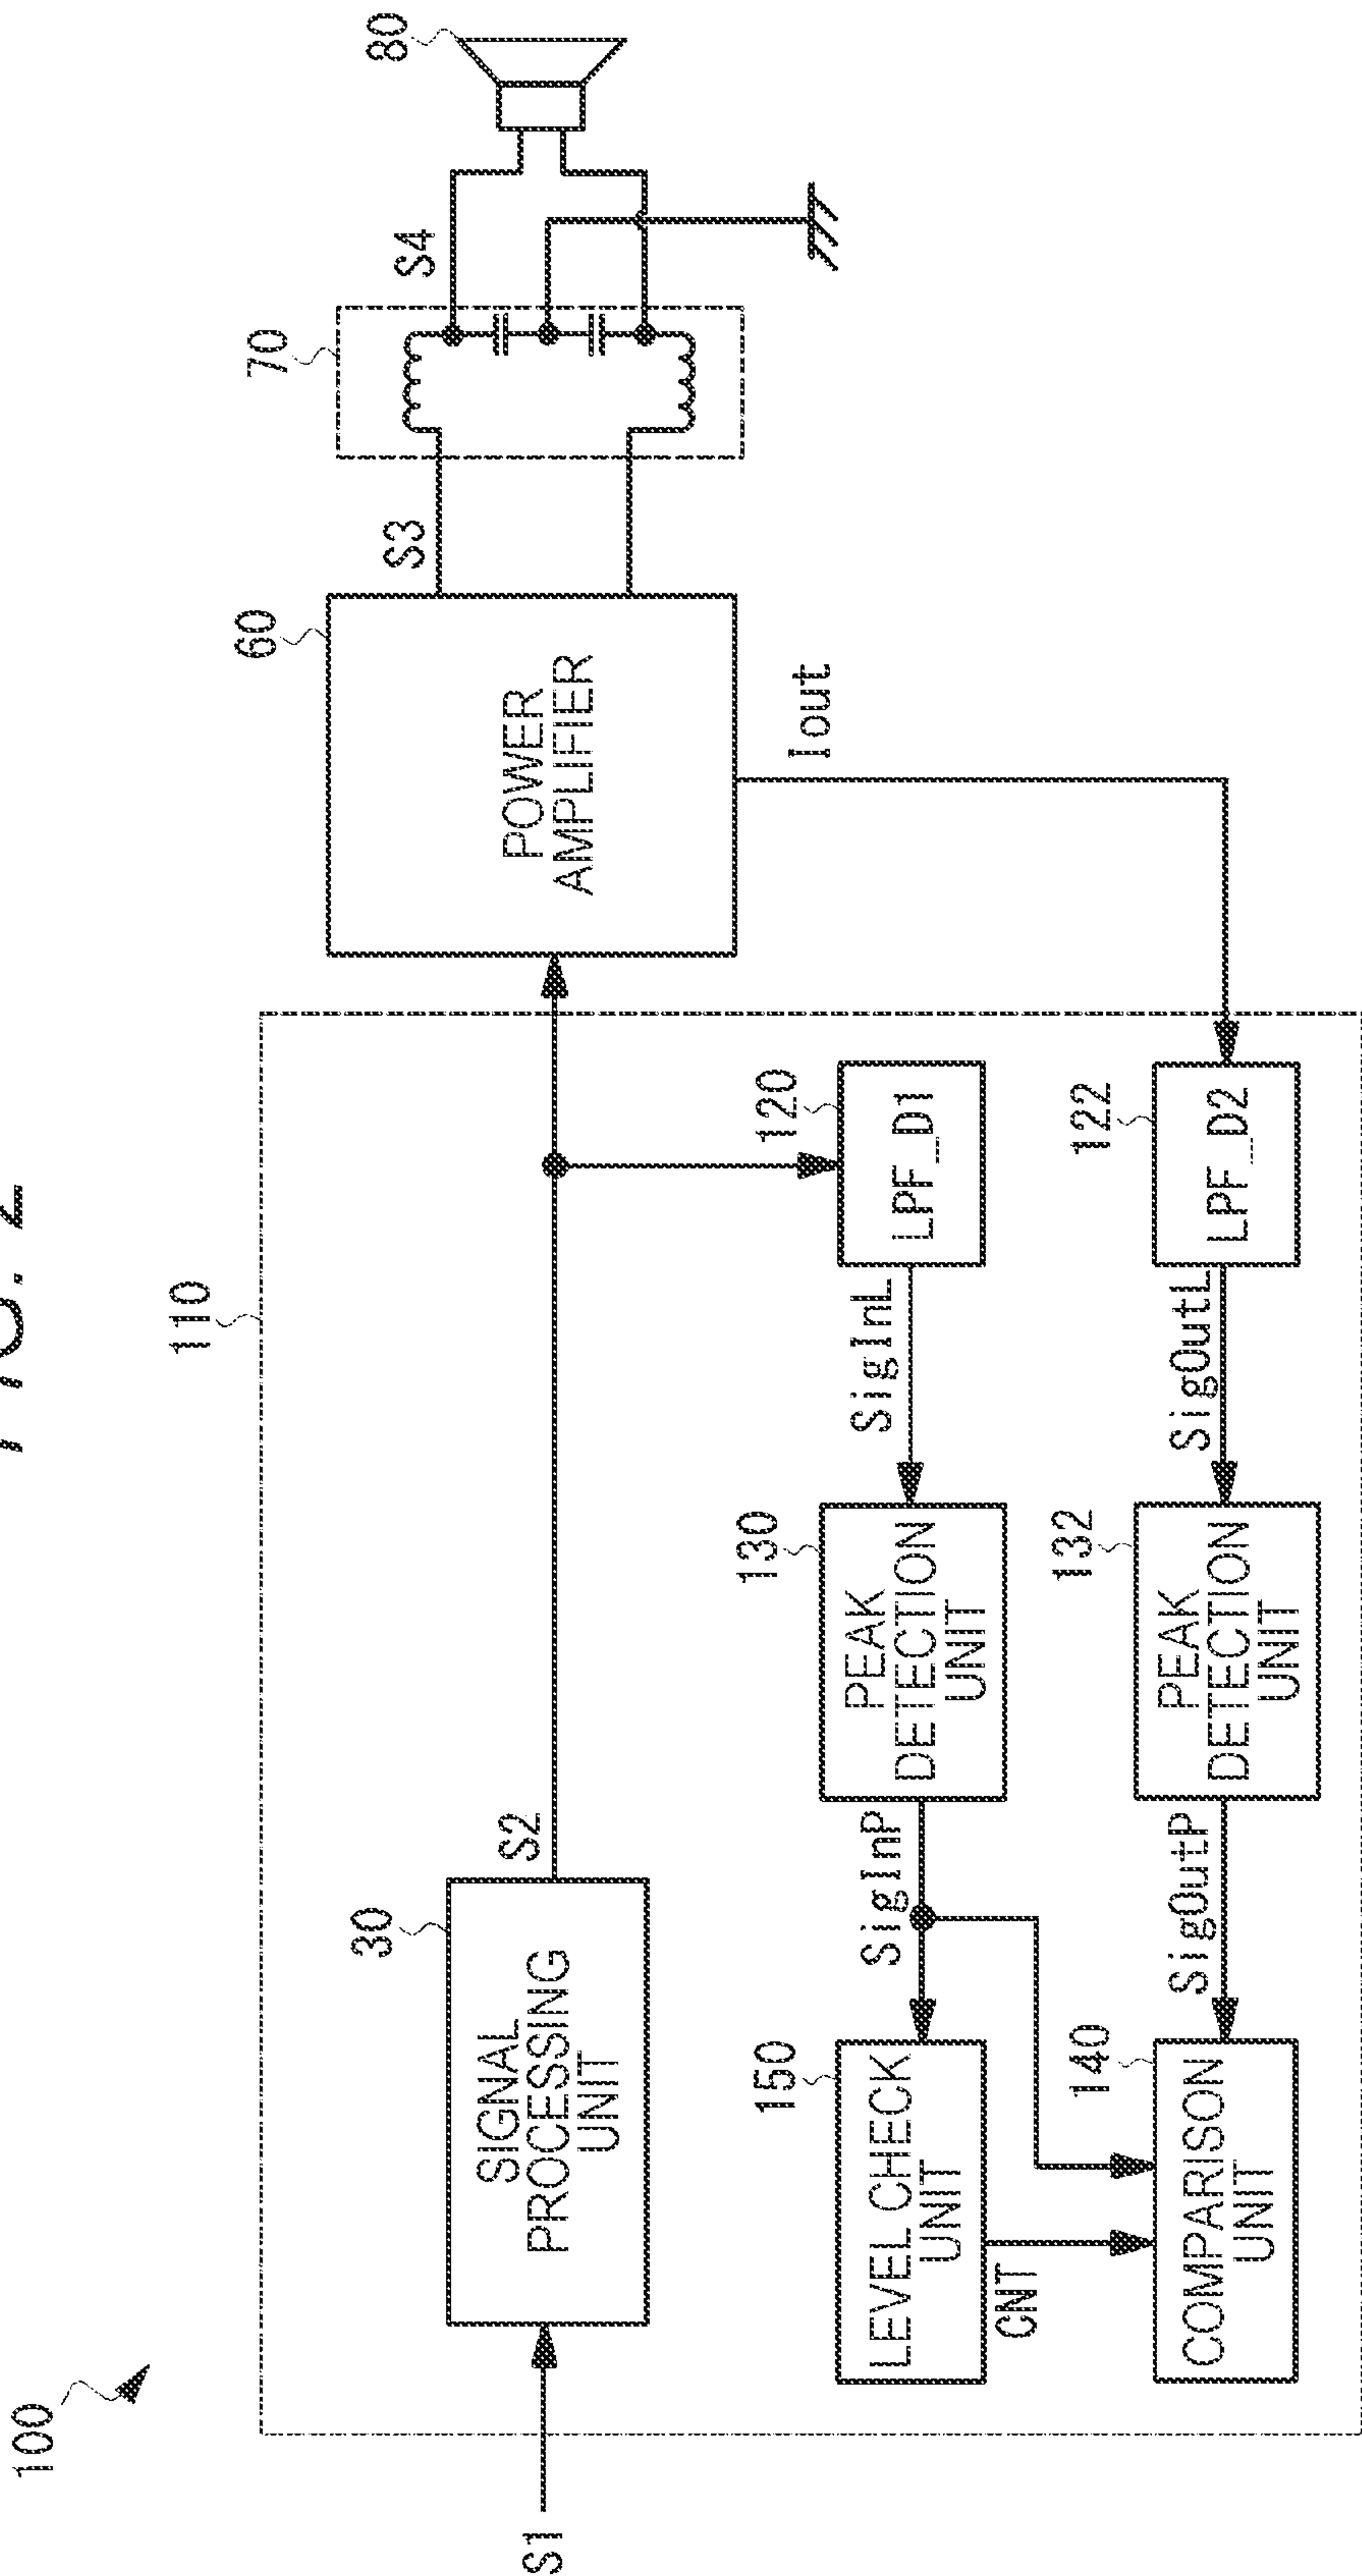 FIG. 2
100
110
S1
30
SIGNAL
PROCESSING
UNIT
S2
60
POWER
AMPLIFIER
S3
70
S4
80
Iout
150
LEVEL CHECK
UNIT
SigInP
130
PEAK
DETECTION
UNIT
SigInL
120
LPF_D1
CNT
140
COMPARISON
UNIT
SigOutP
132
PEAK
DETECTION
UNIT
SigOutL
122
LPF_D2